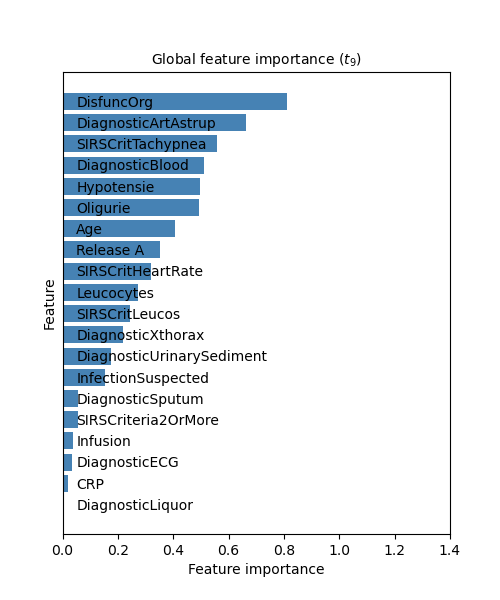 Global feature importance (t₉)
DisfuncOrg
DiagnosticArtAstrup
SIRSCritTachypnea
DiagnosticBlood
Hypotensie
Oligurie
Age
Release A
SIRSCritHeartRate
Leucocytes
SIRSCritLeucos
DiagnosticXthorax
DiagnosticUrinarySediment
InfectionSuspected
DiagnosticSputum
SIRSCriteria2OrMore
Infusion
DiagnosticECG
CRP
DiagnosticLiquor
Feature
0.0 0.2 0.4 0.6 0.8 1.0 1.2 1.4
Feature importance